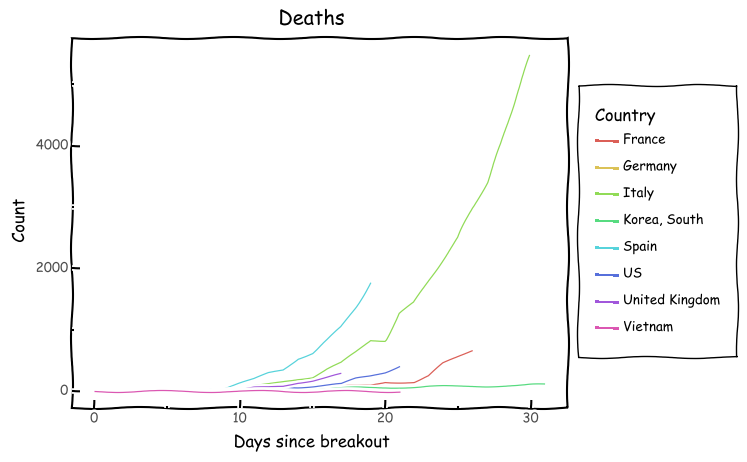 Deaths
Count
4000
2000
0
0
10
20
30
Days since breakout
Country
France
Germany
Italy
Korea, South
Spain
US
United Kingdom
Vietnam